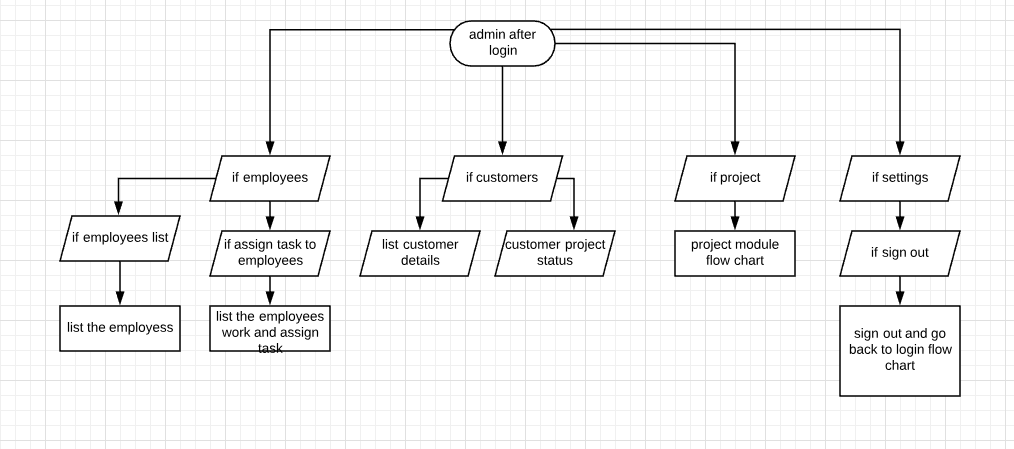 admin after
login
if employees
if customers
if project
if settings
if employees list
if assign task to
employees
list customer
details
customer project
status
project module
flow chart
if sign out
list the employess
list the employees
work and assign
task
sign out and go
back to login flow
chart